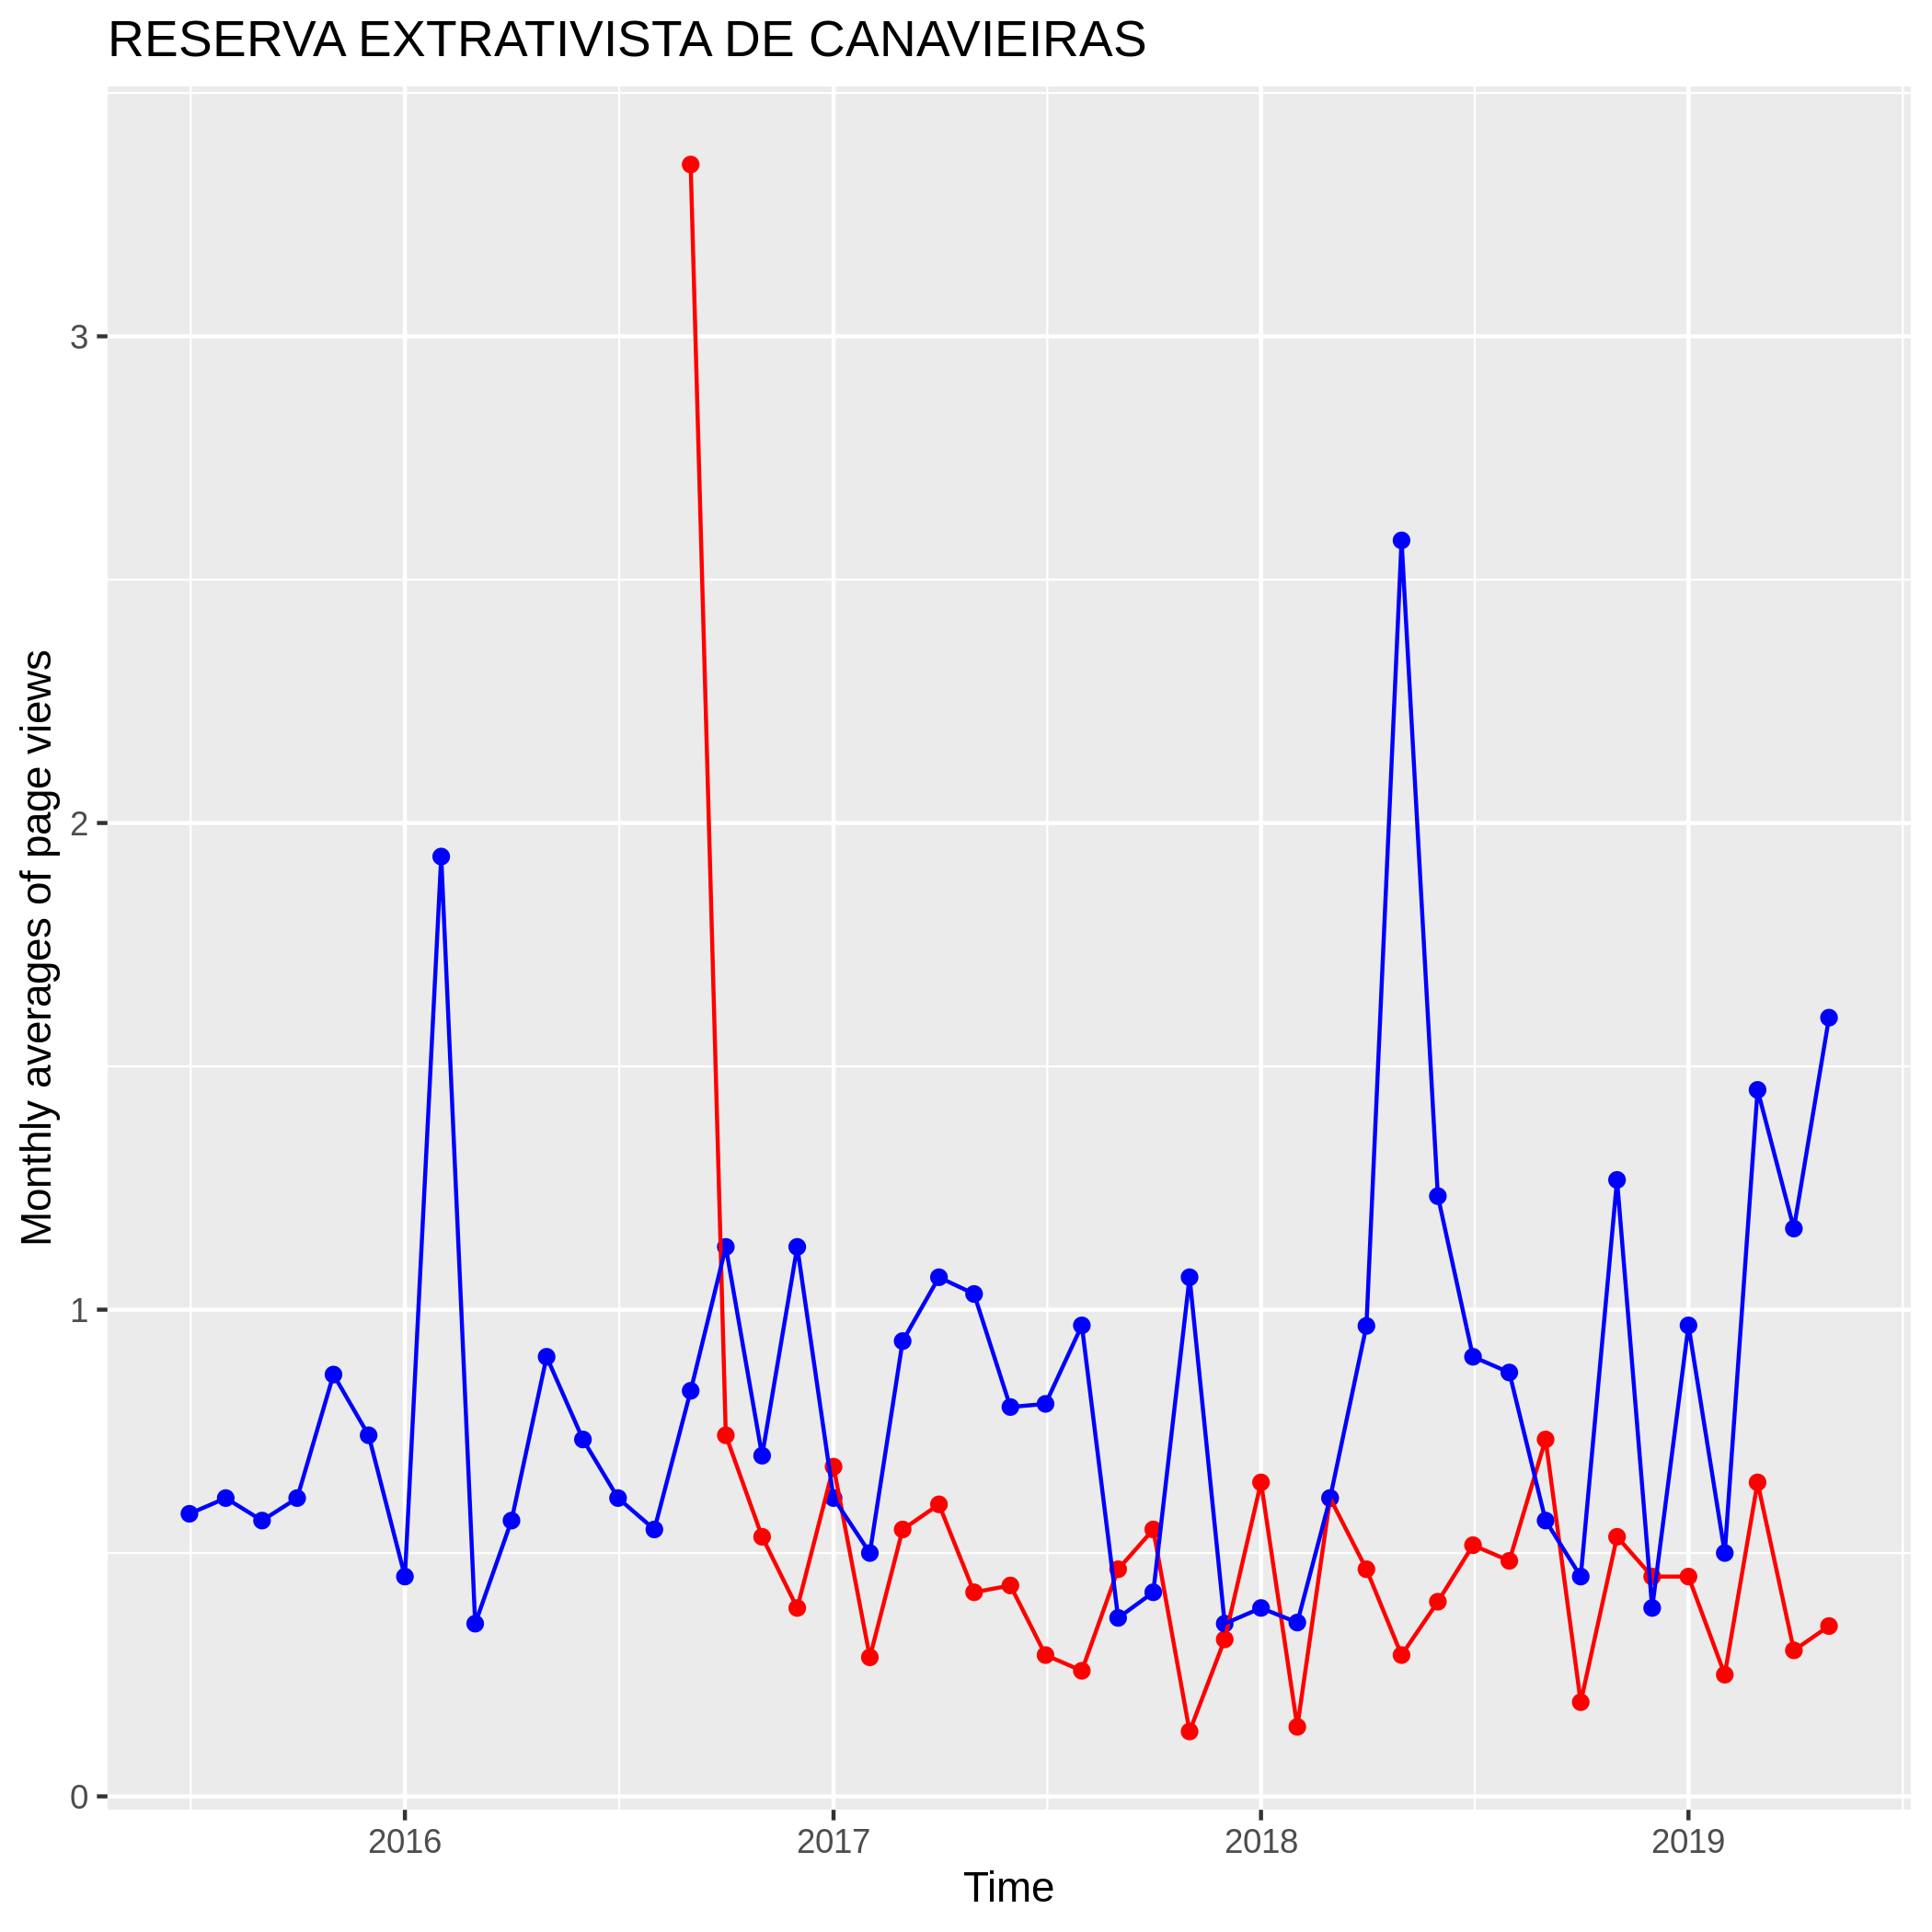 RESERVA EXTRATIVISTA DE CANAVIEIRAS
Monthly averages of page views
3
2
1
0
2016 2017 2018 2019
Time